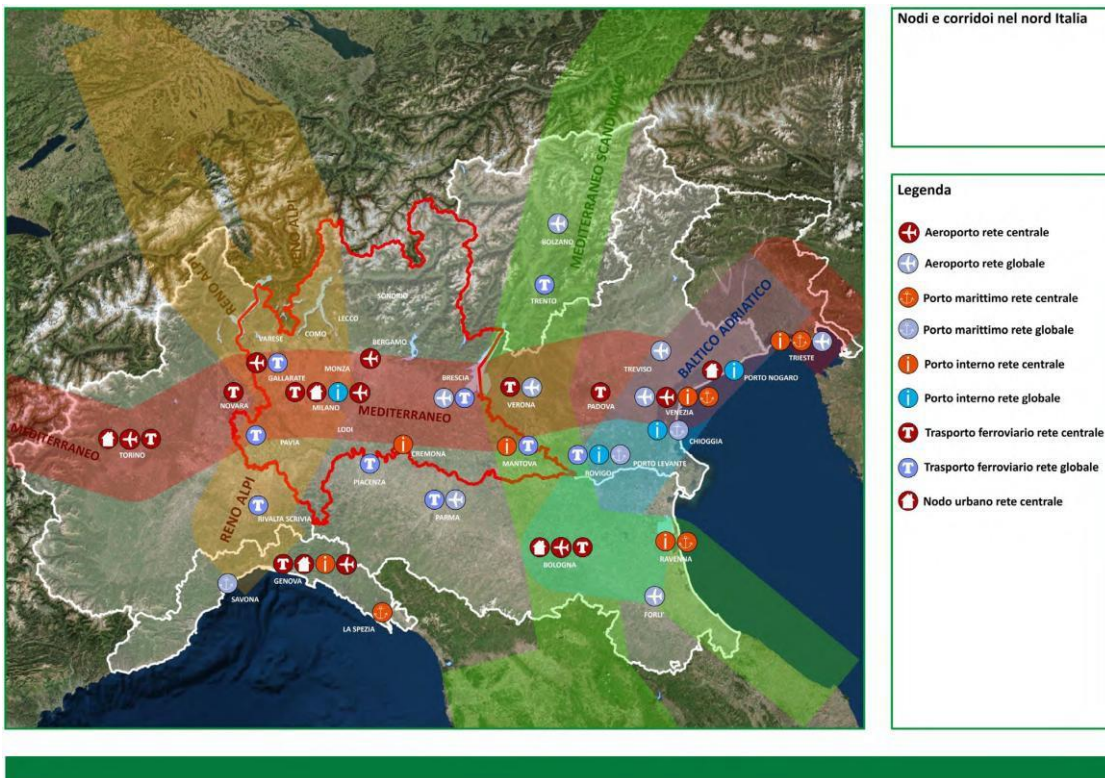 Nodi e corridoi nel nord Italia
Legenda
Aeroporto rete centrale
Aeroporto rete globale
Porto marittimo rete centrale
Porto marittimo rete globale
Porto interno rete centrale
Porto interno rete globale
Trasporto ferroviario rete centrale
Trasporto ferroviario rete globale
Nodo urbano rete centrale
MEDITERRANEO SCANDINAVO
RENO ALPI
RENO ALPI
BOLZANO
TRENTO
SONDRIO
LECCO
COMO
VARESE
BERGAMO
BALTICO ADRIATICO
TRIESTE
TREVISO
PORTO NOGARO
GALLARATE
MONZA
BRESCIA
NOVARA
MILANO
MEDITERRANEO
VERONA
PADOVA
VENEZIA
MEDITERRANEO
TORINO
PAVIA
LODI
CREMONA
MANTOVA
CHIOGGIA
ROVIGO
PORTO LEVANTE
PIACENZA
PARMA
RENO ALPI
RIVALTA SCRIVIA
BOLOGNA
RAVENNA
GENOVA
SAVONA
FORLI'
LA SPEZIA